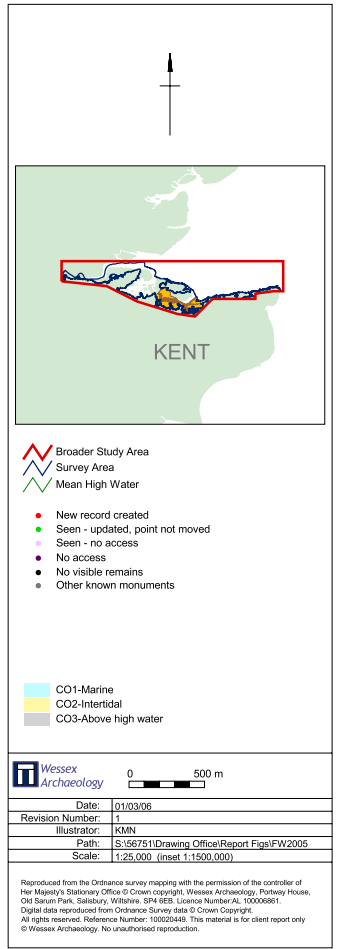 KENT
Broader Study Area
Survey Area
Mean High Water
New record created
Seen - updated, point not moved
Seen - no access
No access
No visible remains
Other known monuments
CO1-Marine
CO2-Intertidal
CO3-Above high water
Wessex
Archaeology
0 500 m
Date: 01/03/06
Revision Number: 1
Illustrator: KMN
Path: S:\56751\Drawing Office\Report Figs\FW2005
Scale: 1:25,000 (inset 1:1500,000)
Reproduced from the Ordnance survey mapping with the permission of the controller of
Her Majesty's Stationary Office © Crown copyright, Wessex Archaeology, Portway House,
Old Sarum Park, Salisbury, Wiltshire. SP4 6EB. Licence Number:AL 100006861.
Digital data reproduced from Ordnance Survey data © Crown Copyright.
All rights reserved. Reference Number: 100020449. This material is for client report only
© Wessex Archaeology. No unauthorised reproduction.